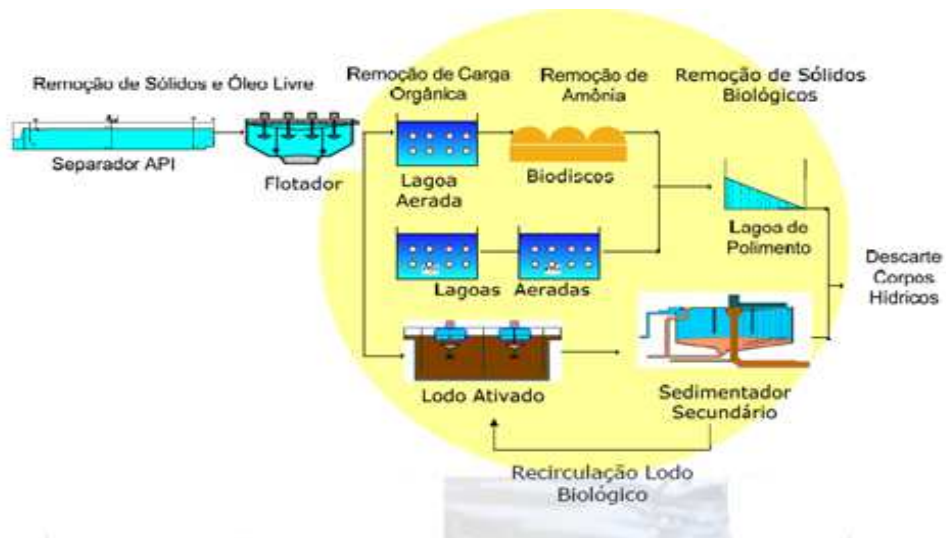 Remoção de Sólidos e Óleo Livre
Separador API
Flotador
Remoção de Carga
Orgânica
Remoção de
Amônia
Remoção de Sólidos
Biológicos
Lagoa
Aerada
Biodiscos
Lagoa de
Polimento
Lagoas Aeradas
Descarte
Corpos
Hídricos
Lodo Ativado
Sedimentador
Secundário
Recirculação Lodo
Biológico